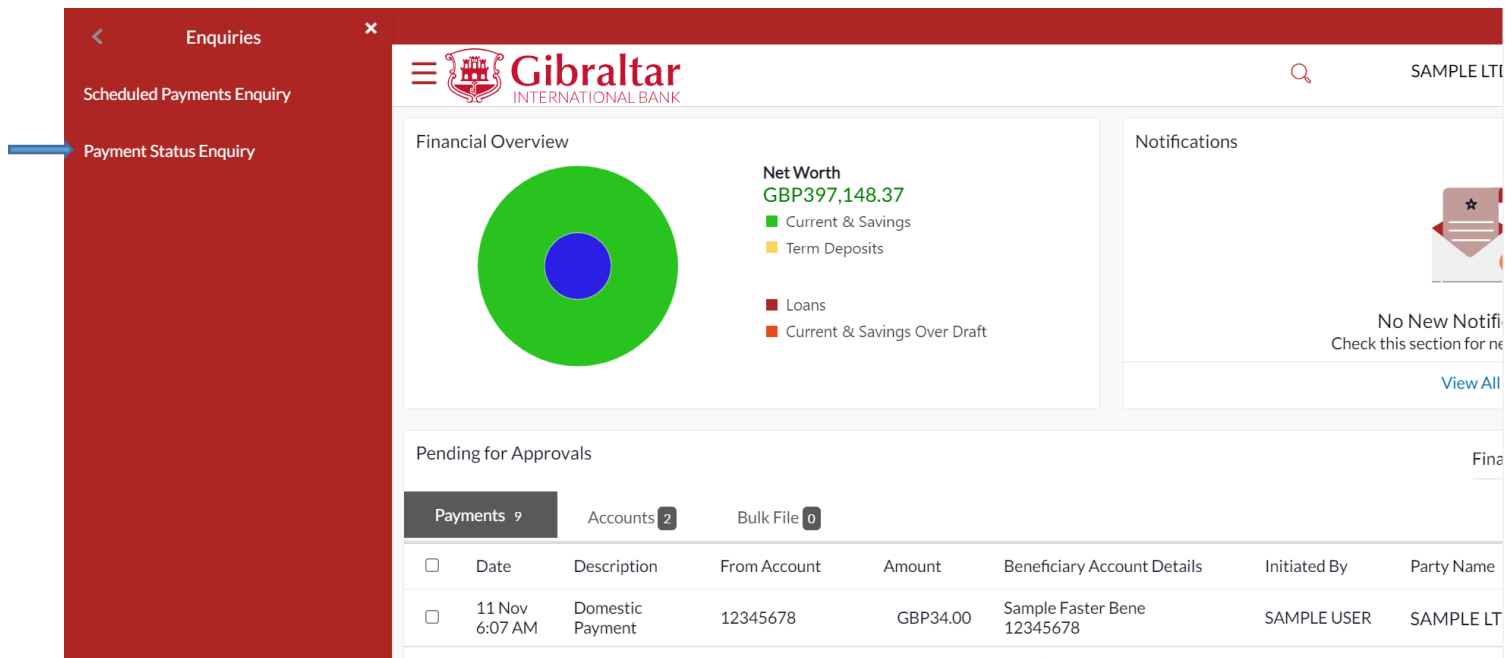 Enquiries
Scheduled Payments Enquiry
Payment Status Enquiry
Gibraltar
INTERNATIONAL BANK
SAMPLE LTD
Financial Overview
Net Worth
GBP397,148.37
Current & Savings
Term Deposits
Loans
Current & Savings Over Draft
Notifications
No New Notifi
Check this section for ne
View All
Pending for Approvals
Fina
Payments 9
Accounts 2
Bulk File 0
Date Description From Account Amount Beneficiary Account Details Initiated By Party Name
11 Nov
6:07 AM
Domestic
Payment
12345678
GBP34.00
Sample Faster Bene
12345678
SAMPLE USER
SAMPLE LT